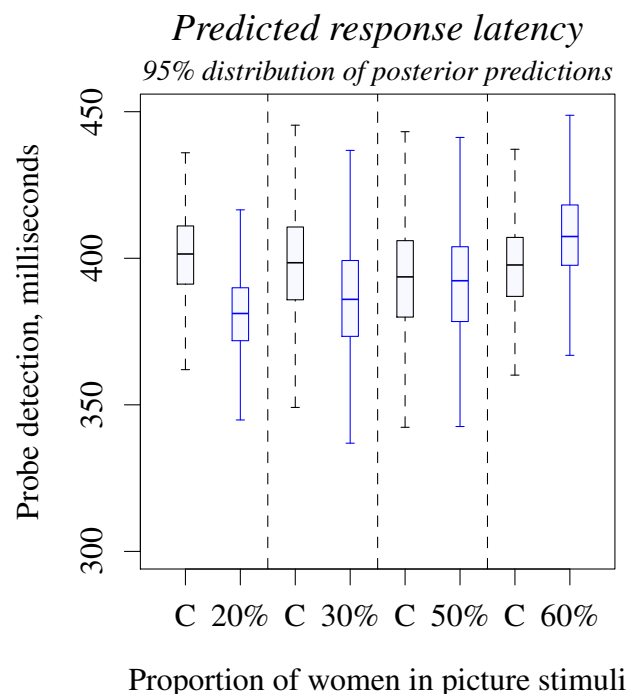 Predicted response latency
95% distribution of posterior predictions
Probe detection, milliseconds
450
400
350
300
C 20% C 30% C 50% C 60%
Proportion of women in picture stimuli